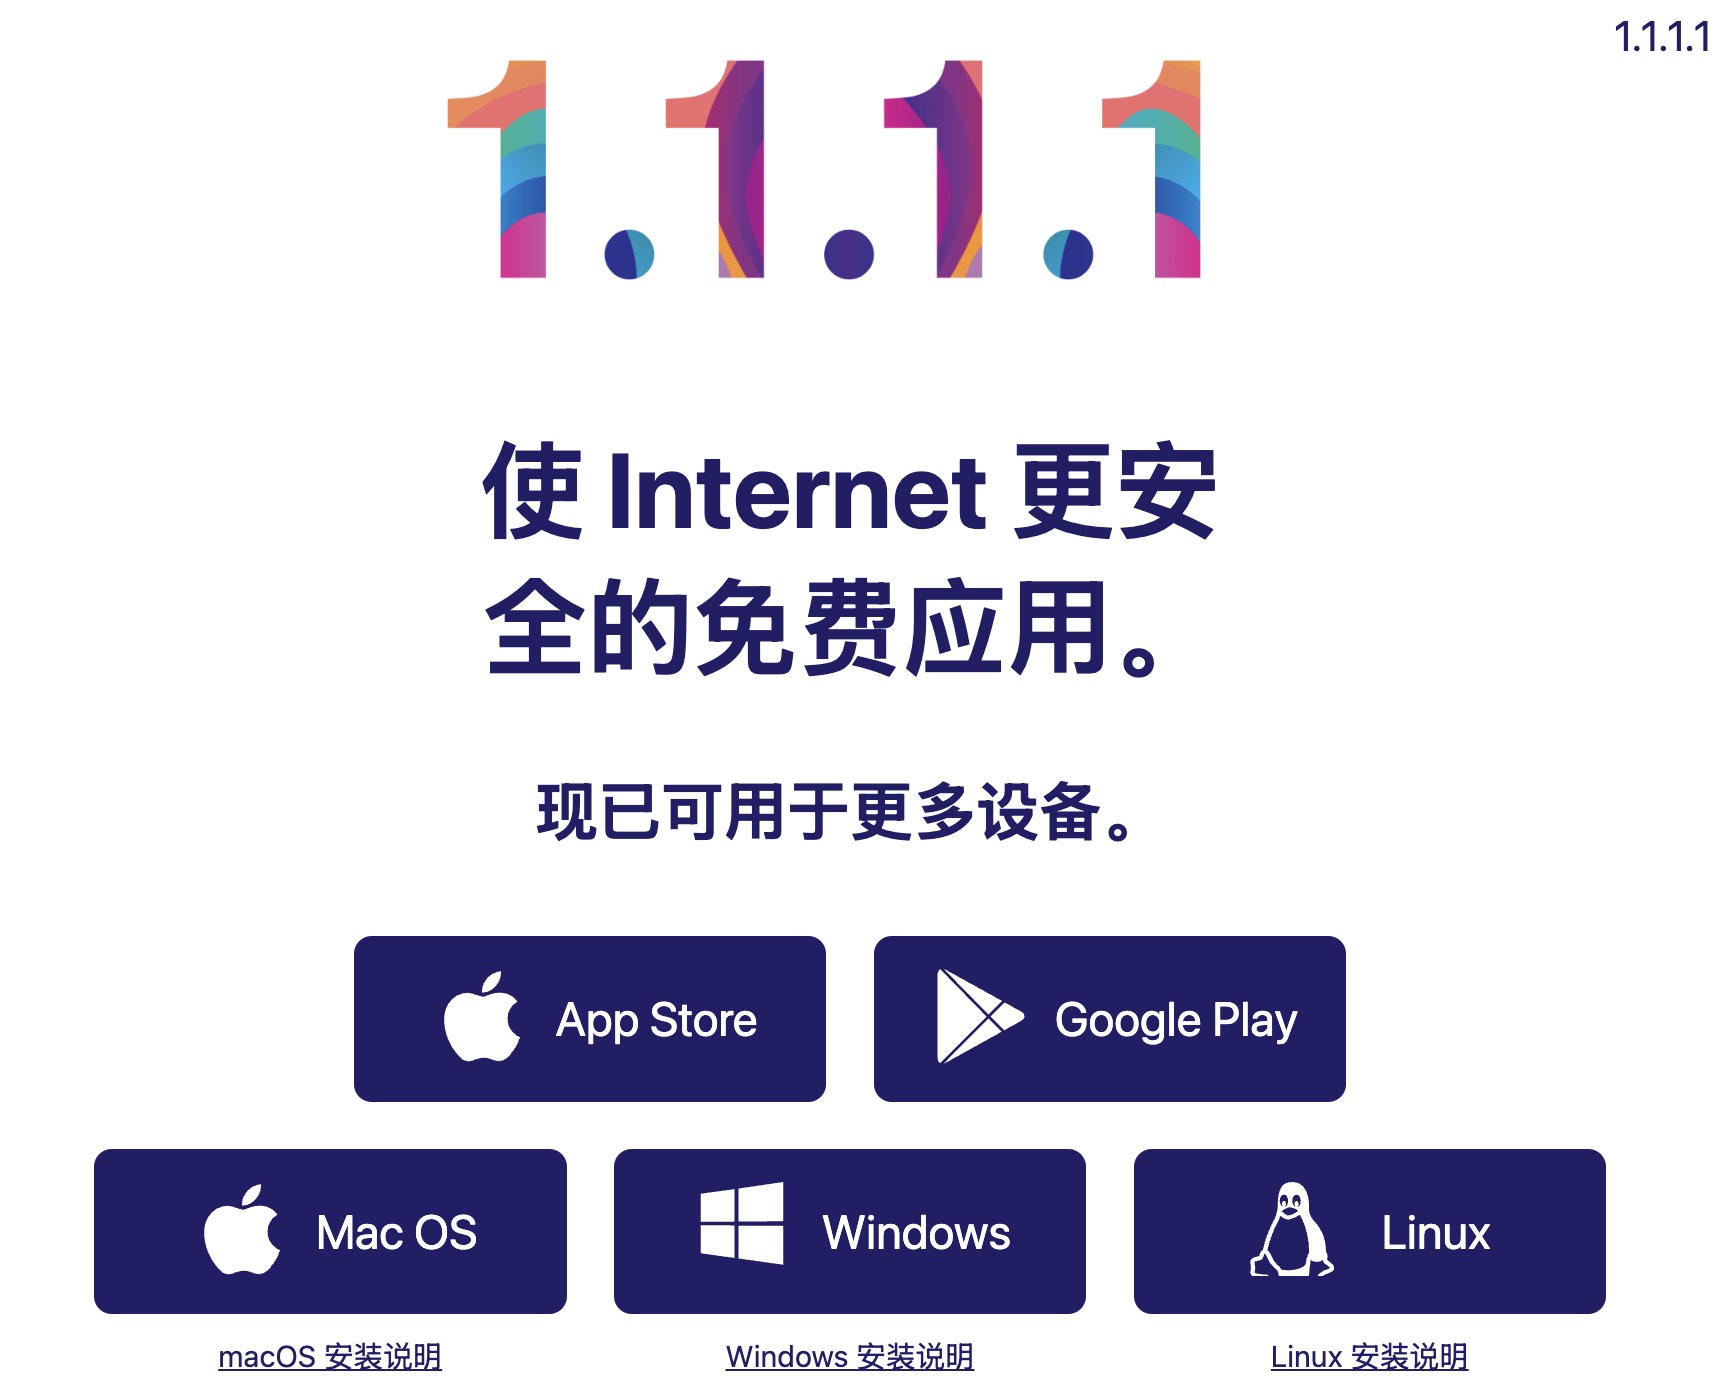 1.1.1.1
1.1.1.1
使 Internet 更安
全的免费应用。
现已可用于更多设备。
App Store
Google Play
Mac OS
Windows
Linux
macOS 安装说明
Windows 安装说明
Linux 安装说明